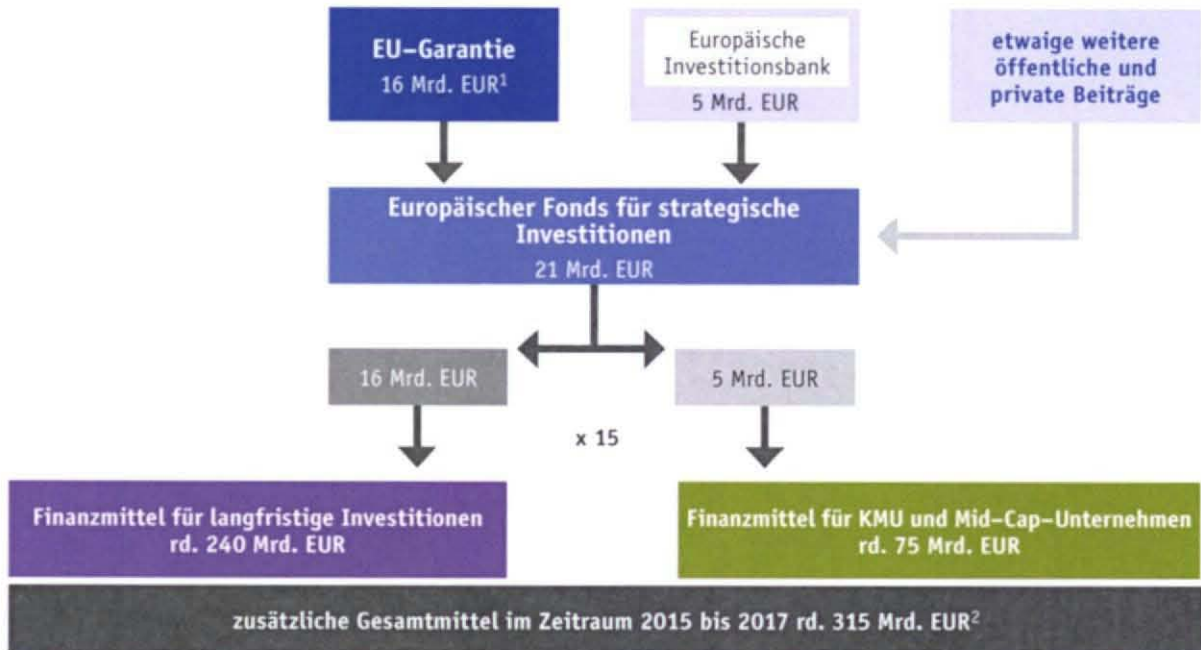 EU–Garantie
16 Mrd. EUR¹
Europäische
Investitionsbank
5 Mrd. EUR
etwaige weitere
öffentliche und
private Beiträge
Europäischer Fonds für strategische
Investitionen
21 Mrd. EUR
16 Mrd. EUR
5 Mrd. EUR
x 15
Finanzmittel für langfristige Investitionen
rd. 240 Mrd. EUR
Finanzmittel für KMU und Mid–Cap–Unternehmen
rd. 75 Mrd. EUR
zusätzliche Gesamtmittel im Zeitraum 2015 bis 2017 rd. 315 Mrd. EUR²